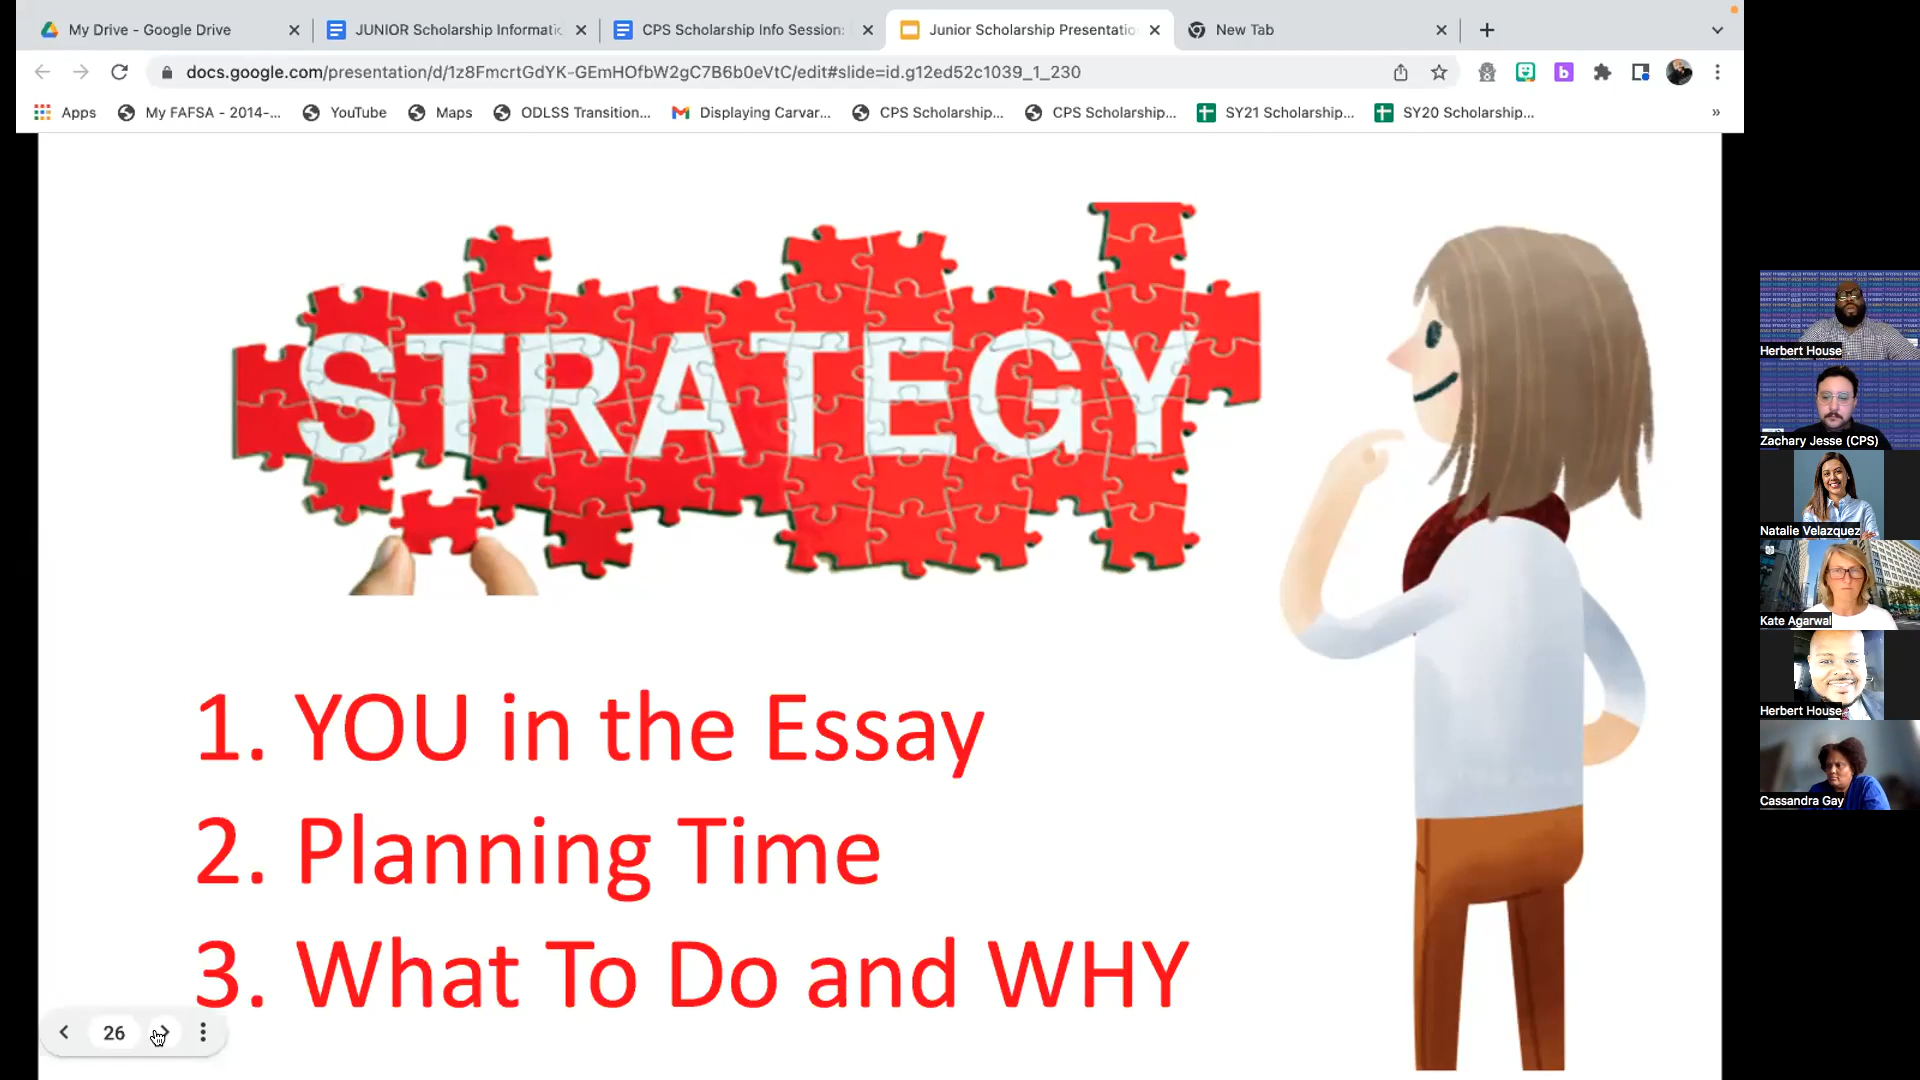 My Drive - Google Drive
JUNIOR Scholarship Informatic
CPS Scholarship Info Session:
Junior Scholarship Presentatio
New Tab
docs.google.com/presentation/d/1z8FmcrtGdYK-GEmHOfbW2gC7B6b0eVtC/edit#slide=id.g12ed52c1039_1_230
Apps
My FAFSA - 2014-...
YouTube
Maps
ODLSS Transition...
Displaying Carvar...
CPS Scholarship...
CPS Scholarship...
SY21 Scholarship...
SY20 Scholarship...
»
STRATEGY
1. YOU in the Essay
2. Planning Time
3. What To Do and WHY
26
Herbert House
Zachary Jesse (CPS)
Natalie Velazquez
Kate Agarwal
Herbert House
Cassandra Gay